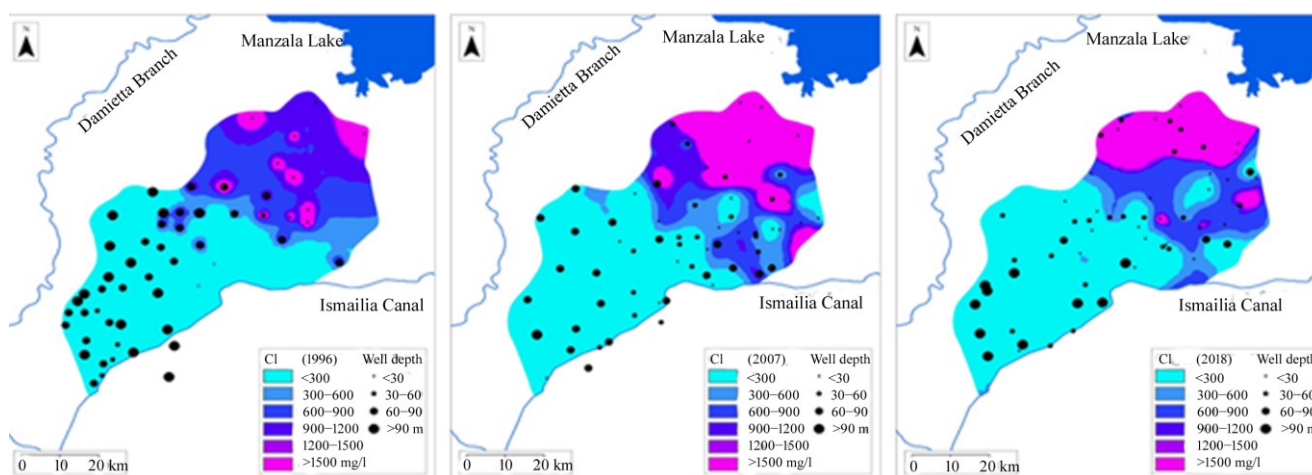 N
Manzala Lake
Damietta Branch
Ismailia Canal
Cl (1996) Well depth
<300 <30
300–600 30–60
600–900 60–90
900–1200 >90 m
1200–1500
>1500 mg/l
0 10 20 km
N
Manzala Lake
Damietta Branch
Ismailia Canal
Cl (2007) Well depth
<300 <30
300–600 30–60
600–900 60–90
900–1200 >90 m
1200–1500
>1500 mg/l
0 10 20 km
N
Manzala Lake
Damietta Branch
Ismailia Canal
Cl (2018) Well depth
<300 <30
300–600 30–60
600–900 60–90
900–1200 >90 m
1200–1500
>1500 mg/l
0 10 20 km